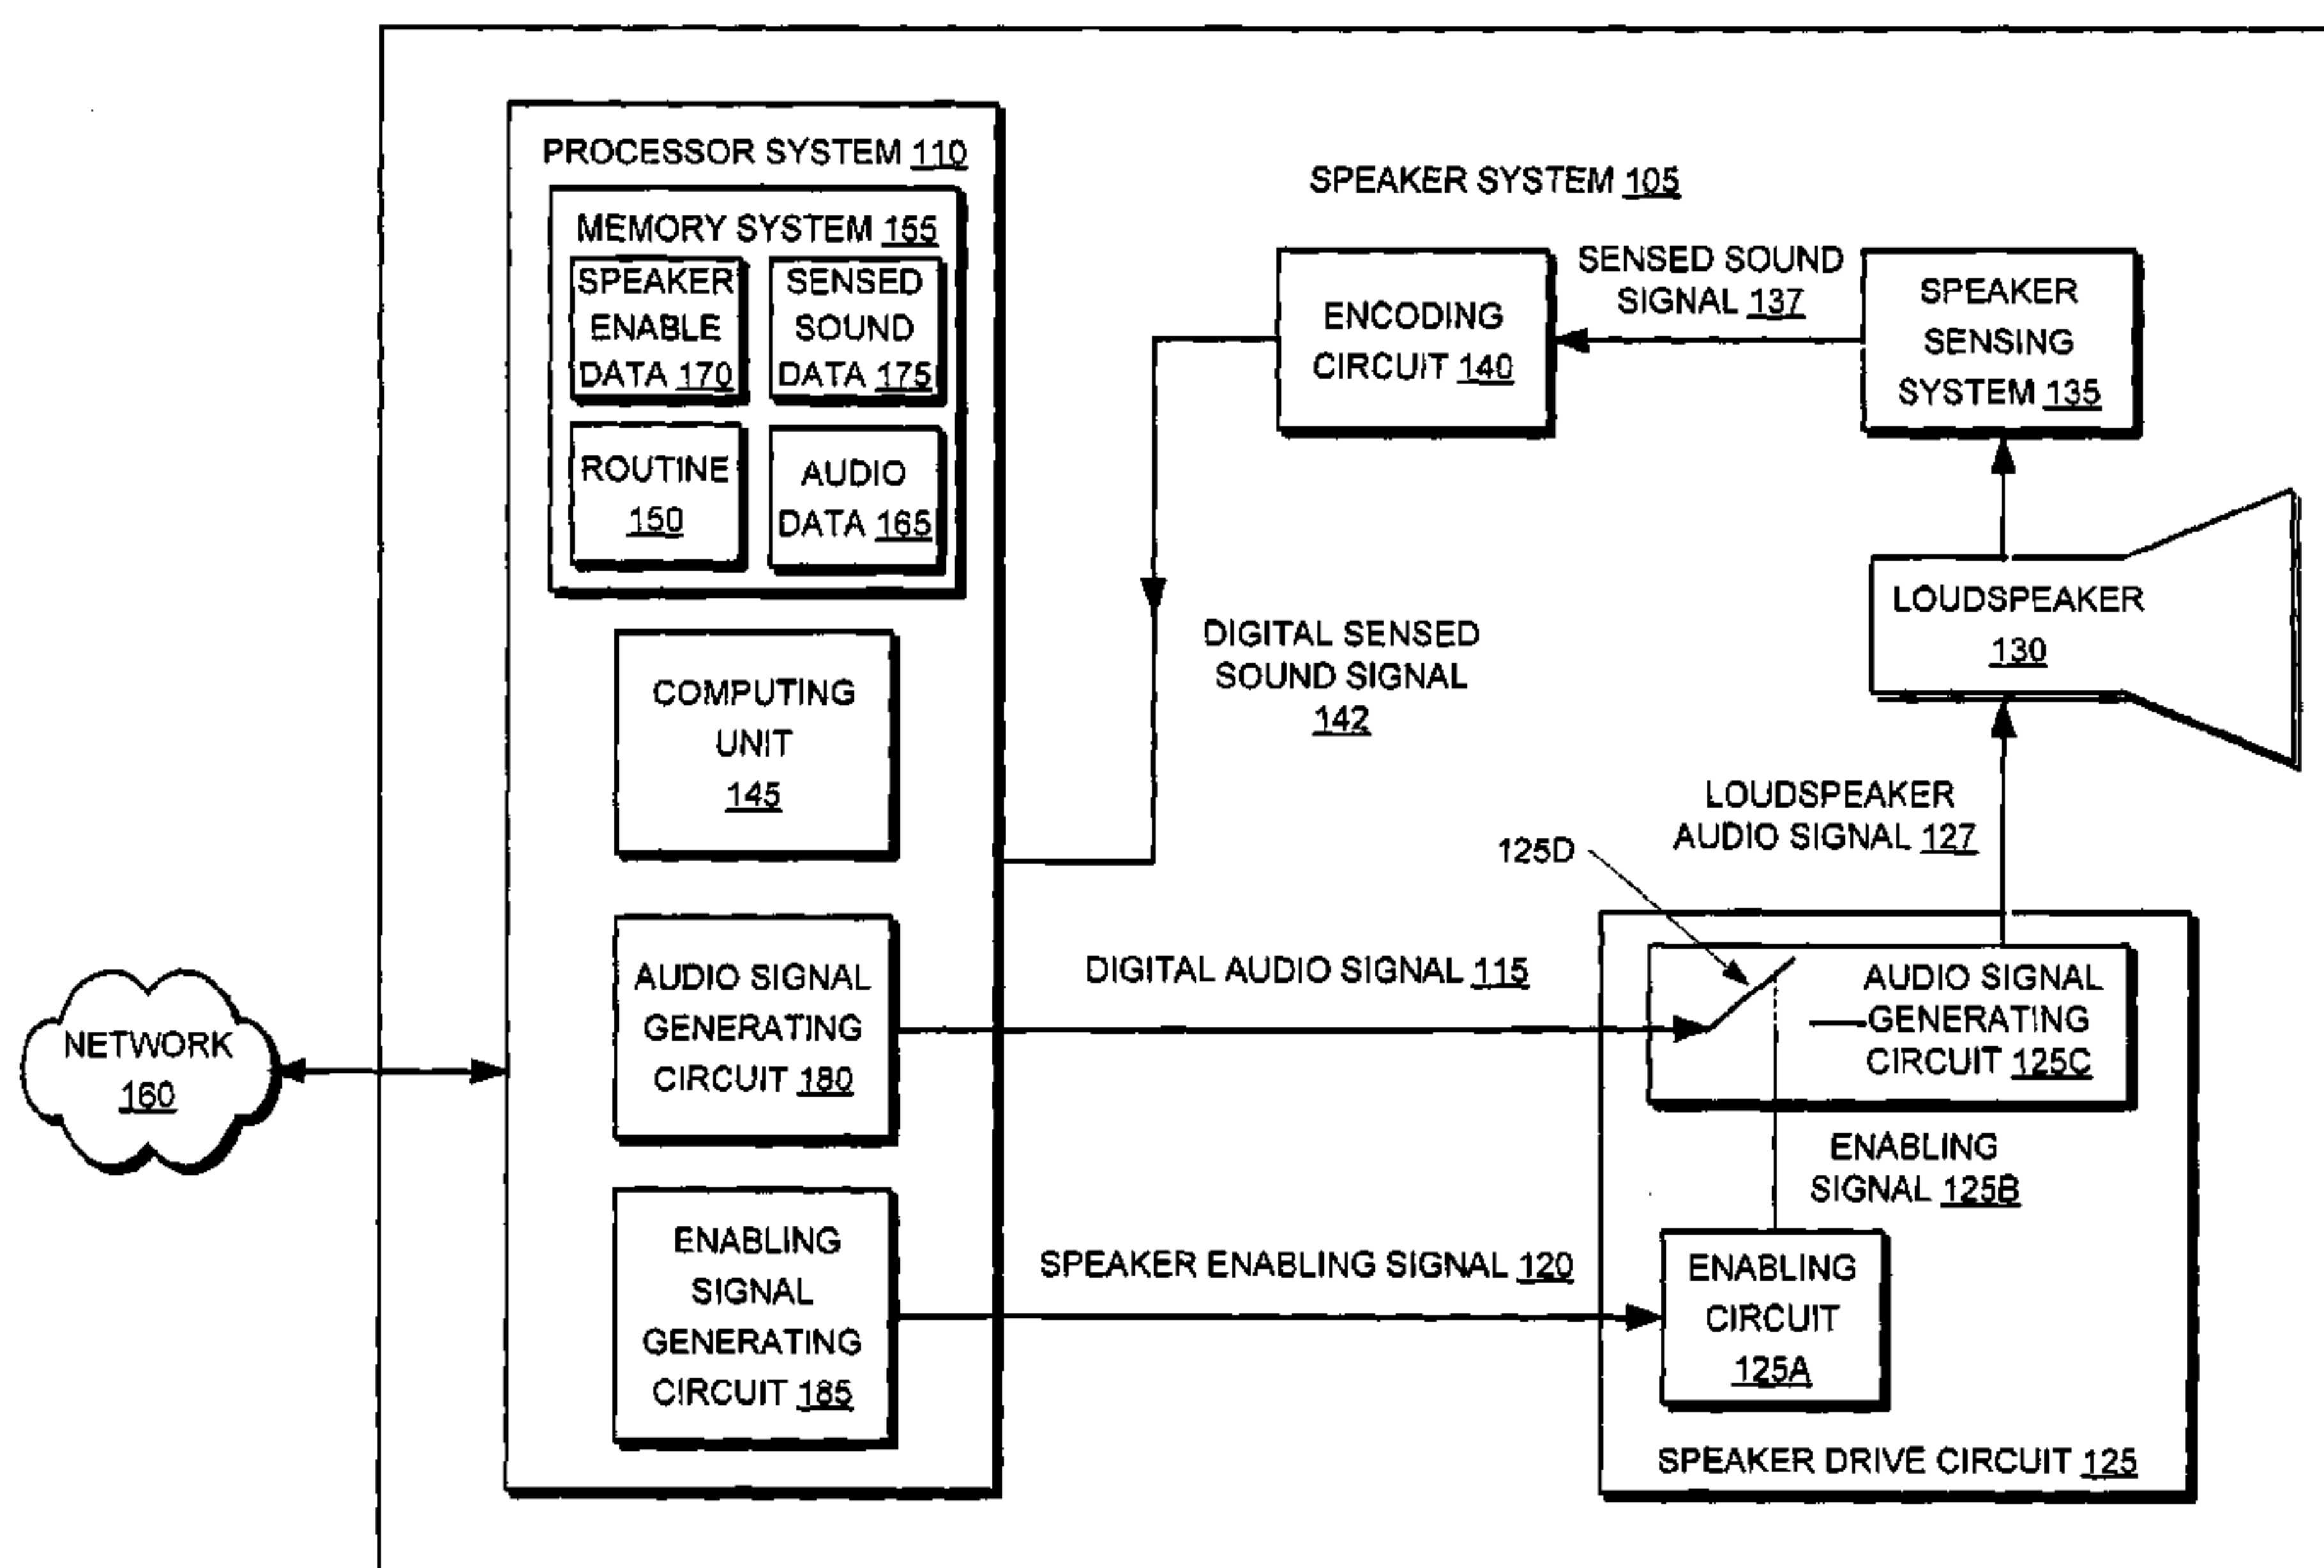 PROCESSOR SYSTEM 110
MEMORY SYSTEM 155
SPEAKER
ENABLE
DATA 170
SENSED
SOUND
DATA 175
ROUTINE
150
AUDIO
DATA 165
COMPUTING
UNIT
145
AUDIO SIGNAL
GENERATING
CIRCUIT 180
ENABLING
SIGNAL
GENERATING
CIRCUIT 185
NETWORK
160
SPEAKER SYSTEM 105
ENCODING
CIRCUIT 140
SENSED SOUND
SIGNAL 137
SPEAKER
SENSING
SYSTEM 135
DIGITAL SENSED
SOUND SIGNAL
142
LOUDSPEAKER
130
LOUDSPEAKER
AUDIO SIGNAL 127
125D
DIGITAL AUDIO SIGNAL 115
AUDIO SIGNAL
GENERATING
CIRCUIT 125C
ENABLING
SIGNAL 125B
SPEAKER ENABLING SIGNAL 120
ENABLING
CIRCUIT
125A
SPEAKER DRIVE CIRCUIT 125